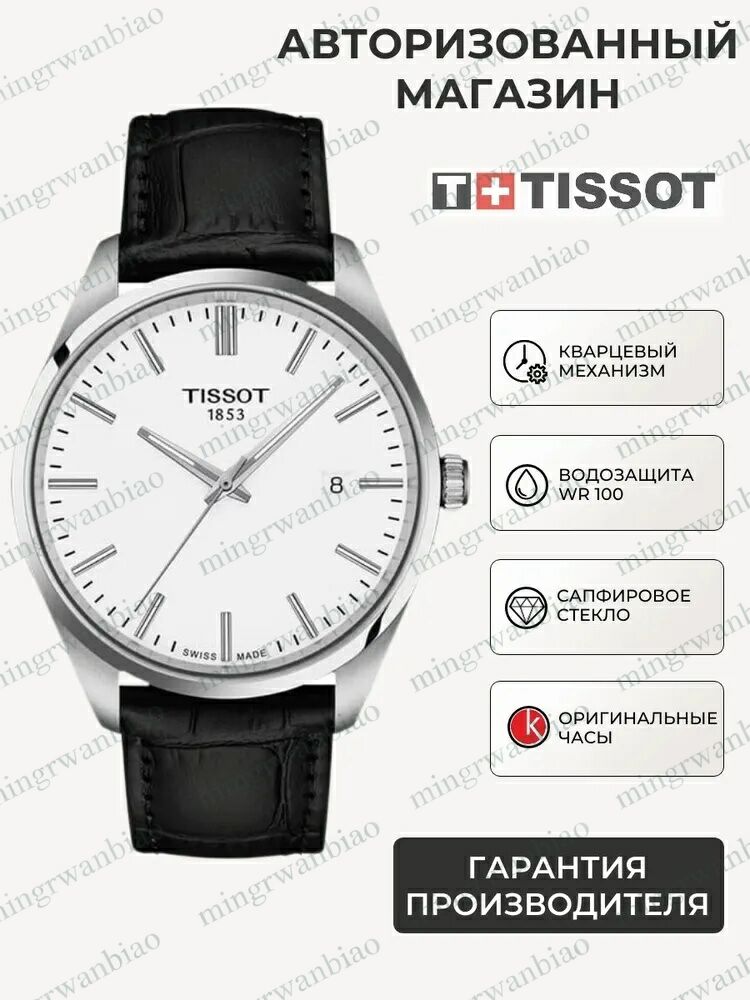 АВТОРИЗОВАННЫЙ
МАГАЗИН
T+TISSOT
TISSOT
1853
8
SWISS MADE
КВАРЦЕВЫЙ
МЕХАНИЗМ
ВОДОЗАЩИТА
WR 100
САПФИРОВОЕ
СТЕКЛО
k
ОРИГИНАЛЬНЫЕ
ЧАСЫ
ГАРАНТИЯ
ПРОИЗВОДИТЕЛЯ
mingrwanbiao